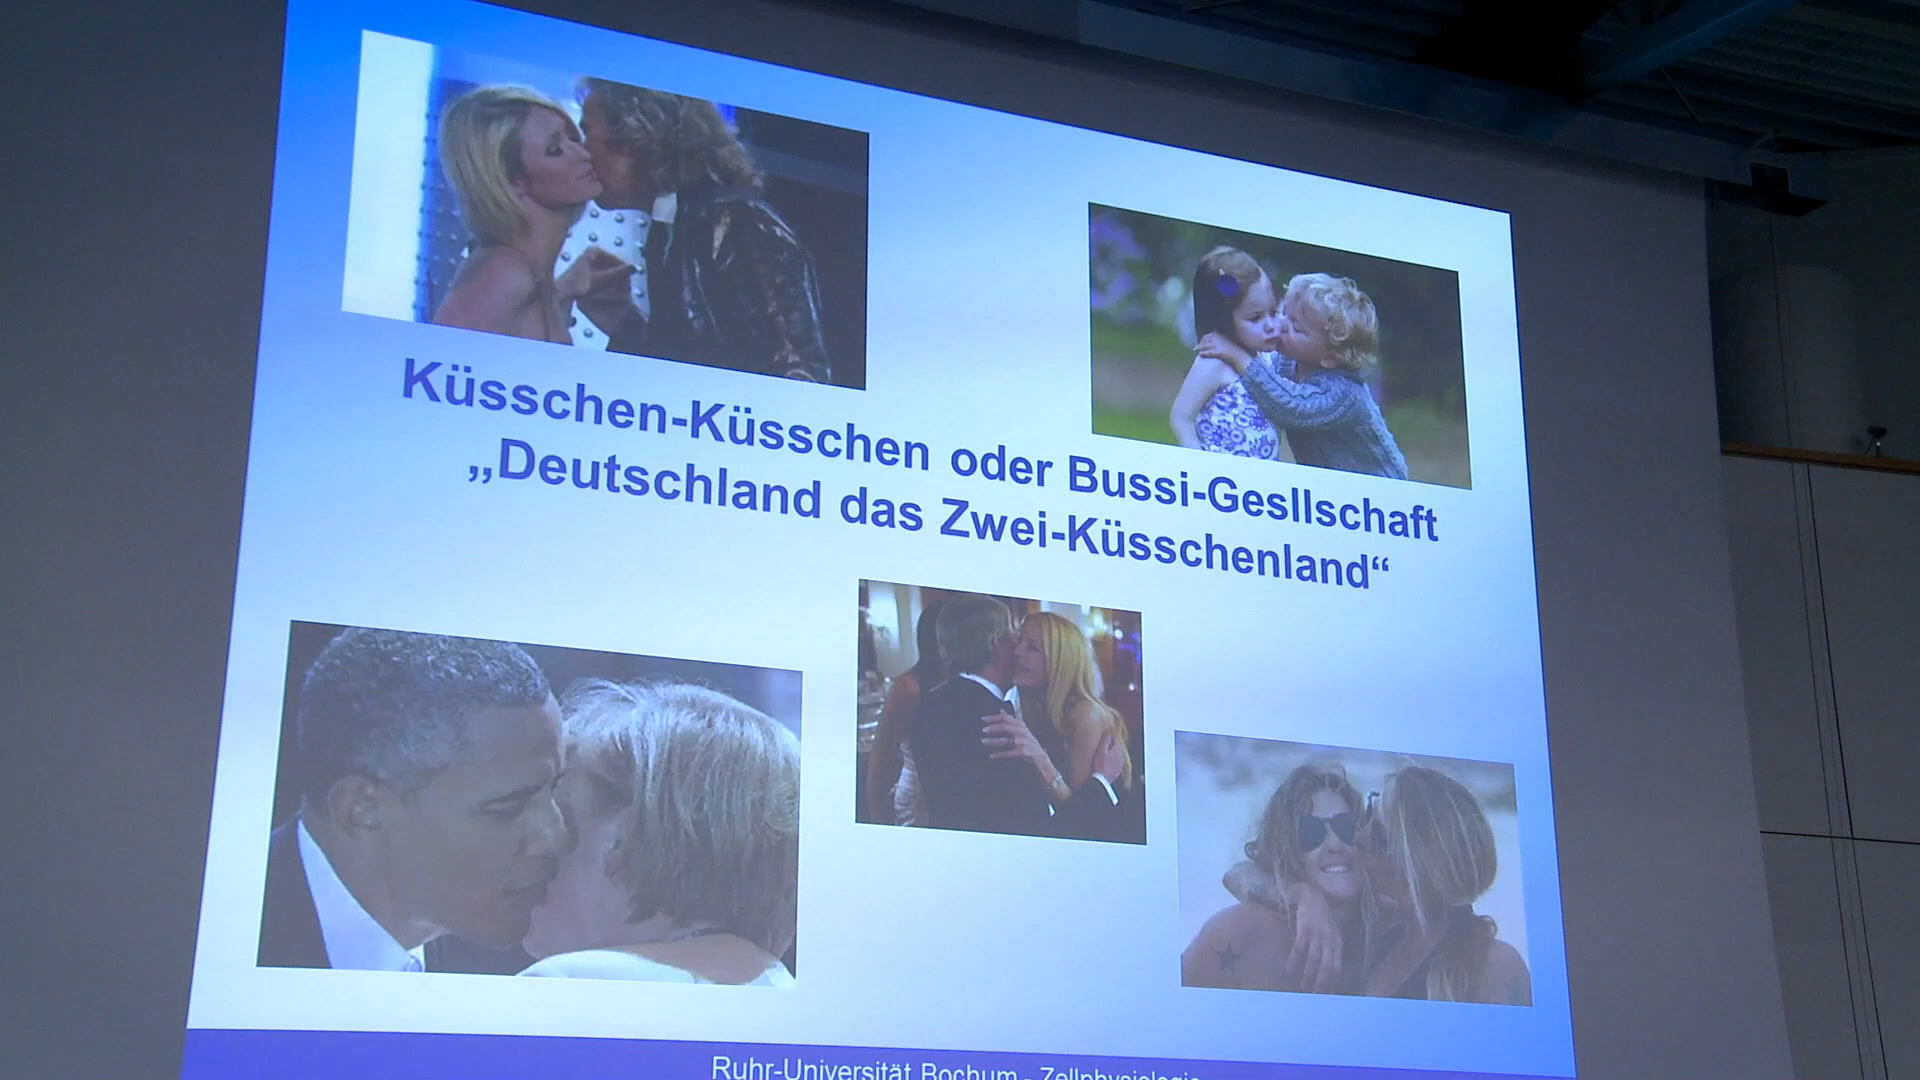 Küsschen-Küsschen oder Bussi-Gesllschaft
„Deutschland das Zwei-Küsschenland“
Ruhr-Universität Bochum - Zellphysiologie